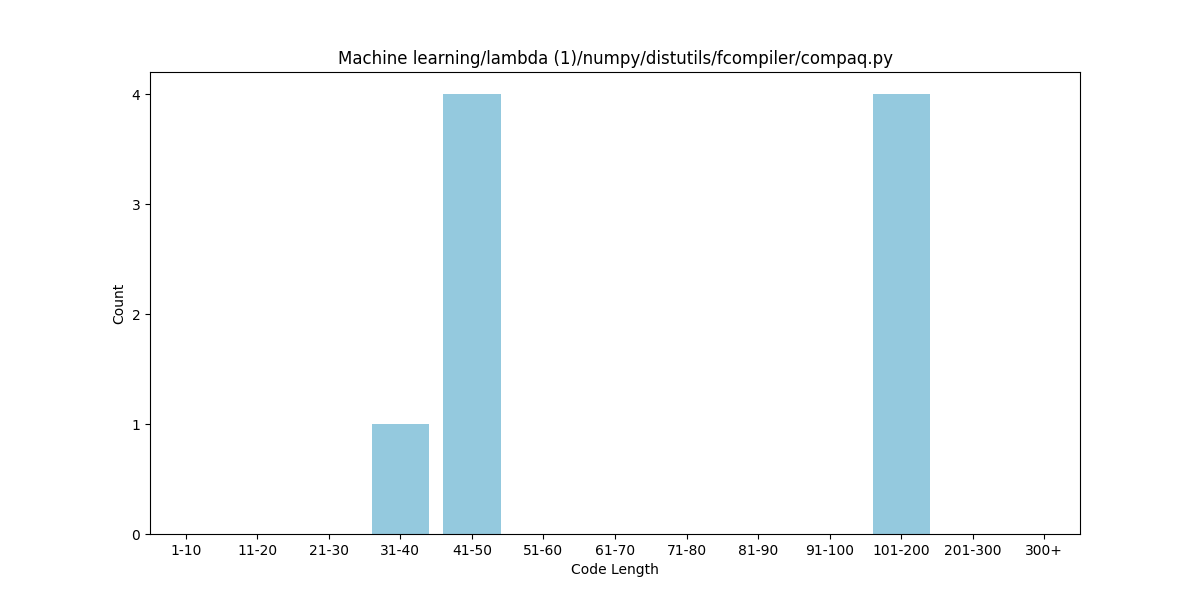 Machine learning/lambda (1)/numpy/distutils/fcompiler/compaq.py
4
3
2
1
0
Count
1-10 11-20 21-30 31-40 41-50 51-60 61-70 71-80 81-90 91-100 101-200 201-300 300+
Code Length